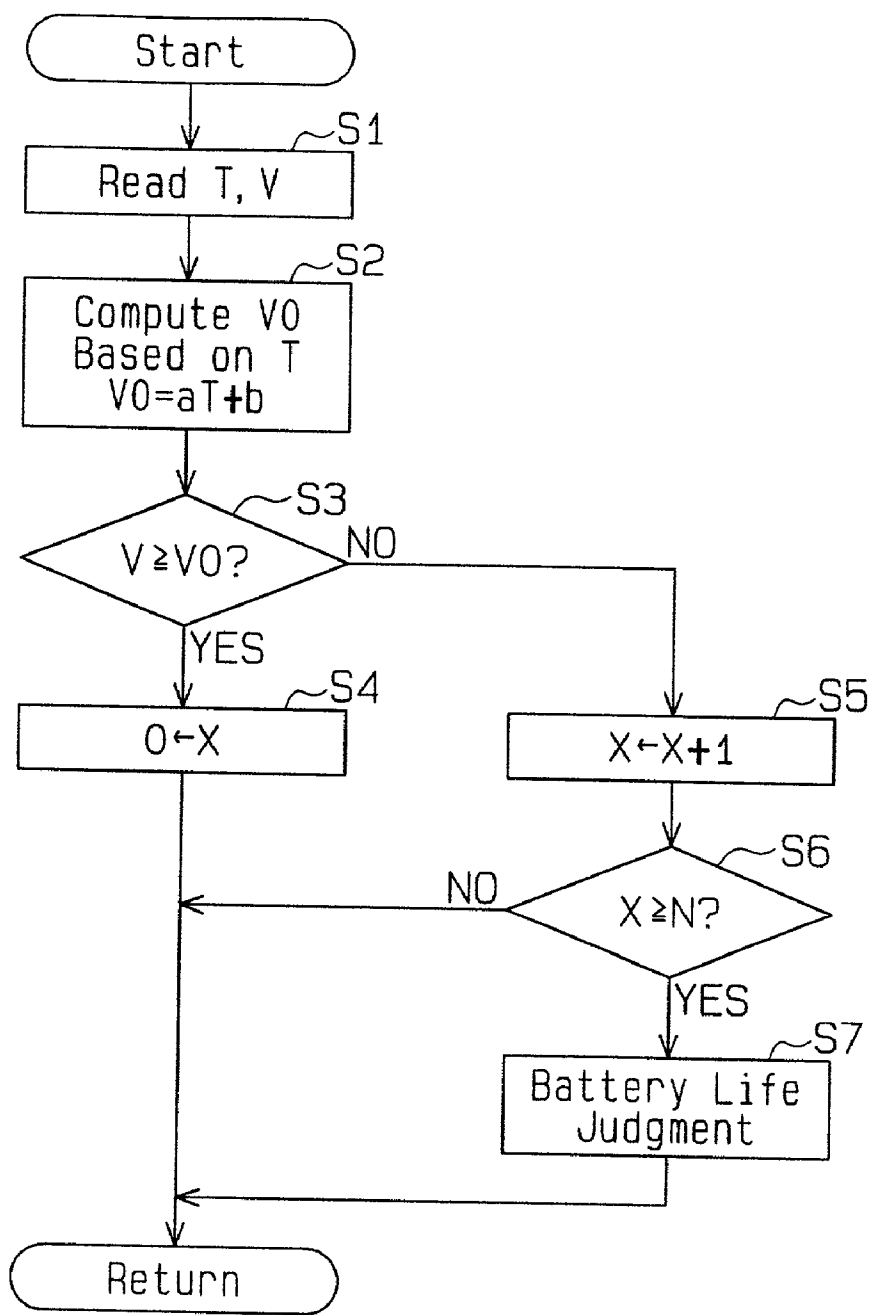 Start
S1
Read T, V
S2
Compute V0
Based on T
V0=aT+b
S3
V≧V0?
NO
YES
S4
0←X
S5
X←X+1
S6
X≧N?
NO
YES
S7
Battery Life
Judgment
Return